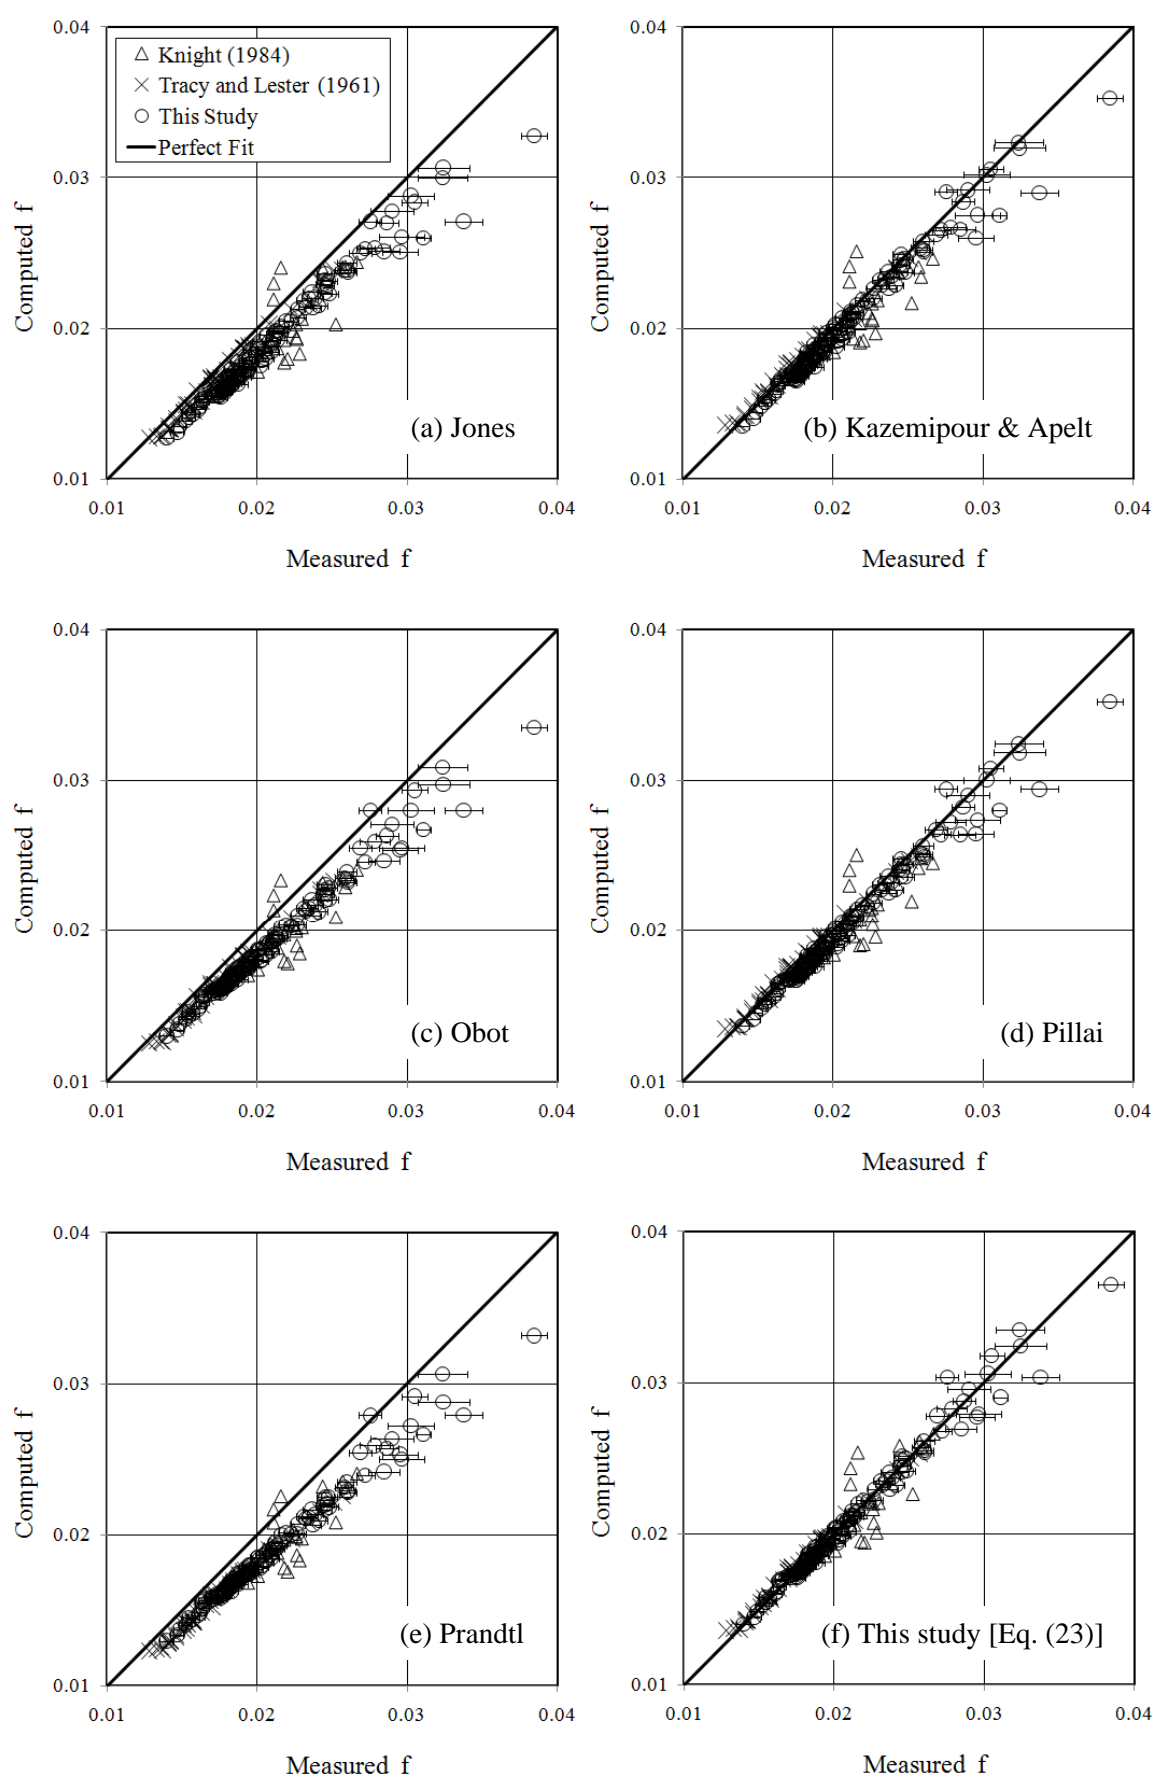 0.04
0.03
0.02
0.01
0.01 0.02 0.03 0.04
Computed f
Measured f
Knight (1984)
Tracy and Lester (1961)
This Study
Perfect Fit
(a) Jones
0.04
0.03
0.02
0.01
0.01 0.02 0.03 0.04
Computed f
Measured f
(b) Kazemipour & Apelt
0.04
0.03
0.02
0.01
0.01 0.02 0.03 0.04
Computed f
Measured f
(c) Obot
0.04
0.03
0.02
0.01
0.01 0.02 0.03 0.04
Computed f
Measured f
(d) Pillai
0.04
0.03
0.02
0.01
0.01 0.02 0.03 0.04
Computed f
Measured f
(e) Prandtl
0.04
0.03
0.02
0.01
0.01 0.02 0.03 0.04
Computed f
Measured f
(f) This study [Eq. (23)]